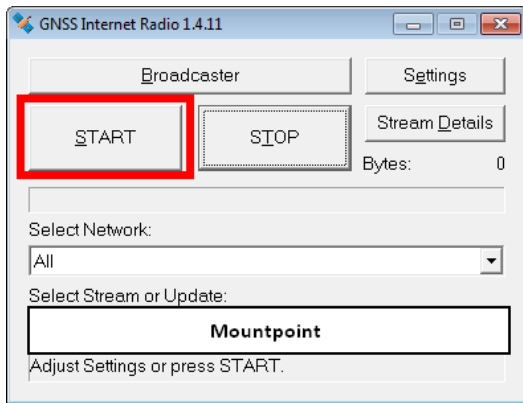 GNSS Internet Radio 1.4.11
Broadcaster
Settings
START
STOP
Stream Details
Bytes: 0
Select Network:
All
Select Stream or Update:
Mountpoint
Adjust Settings or press START.